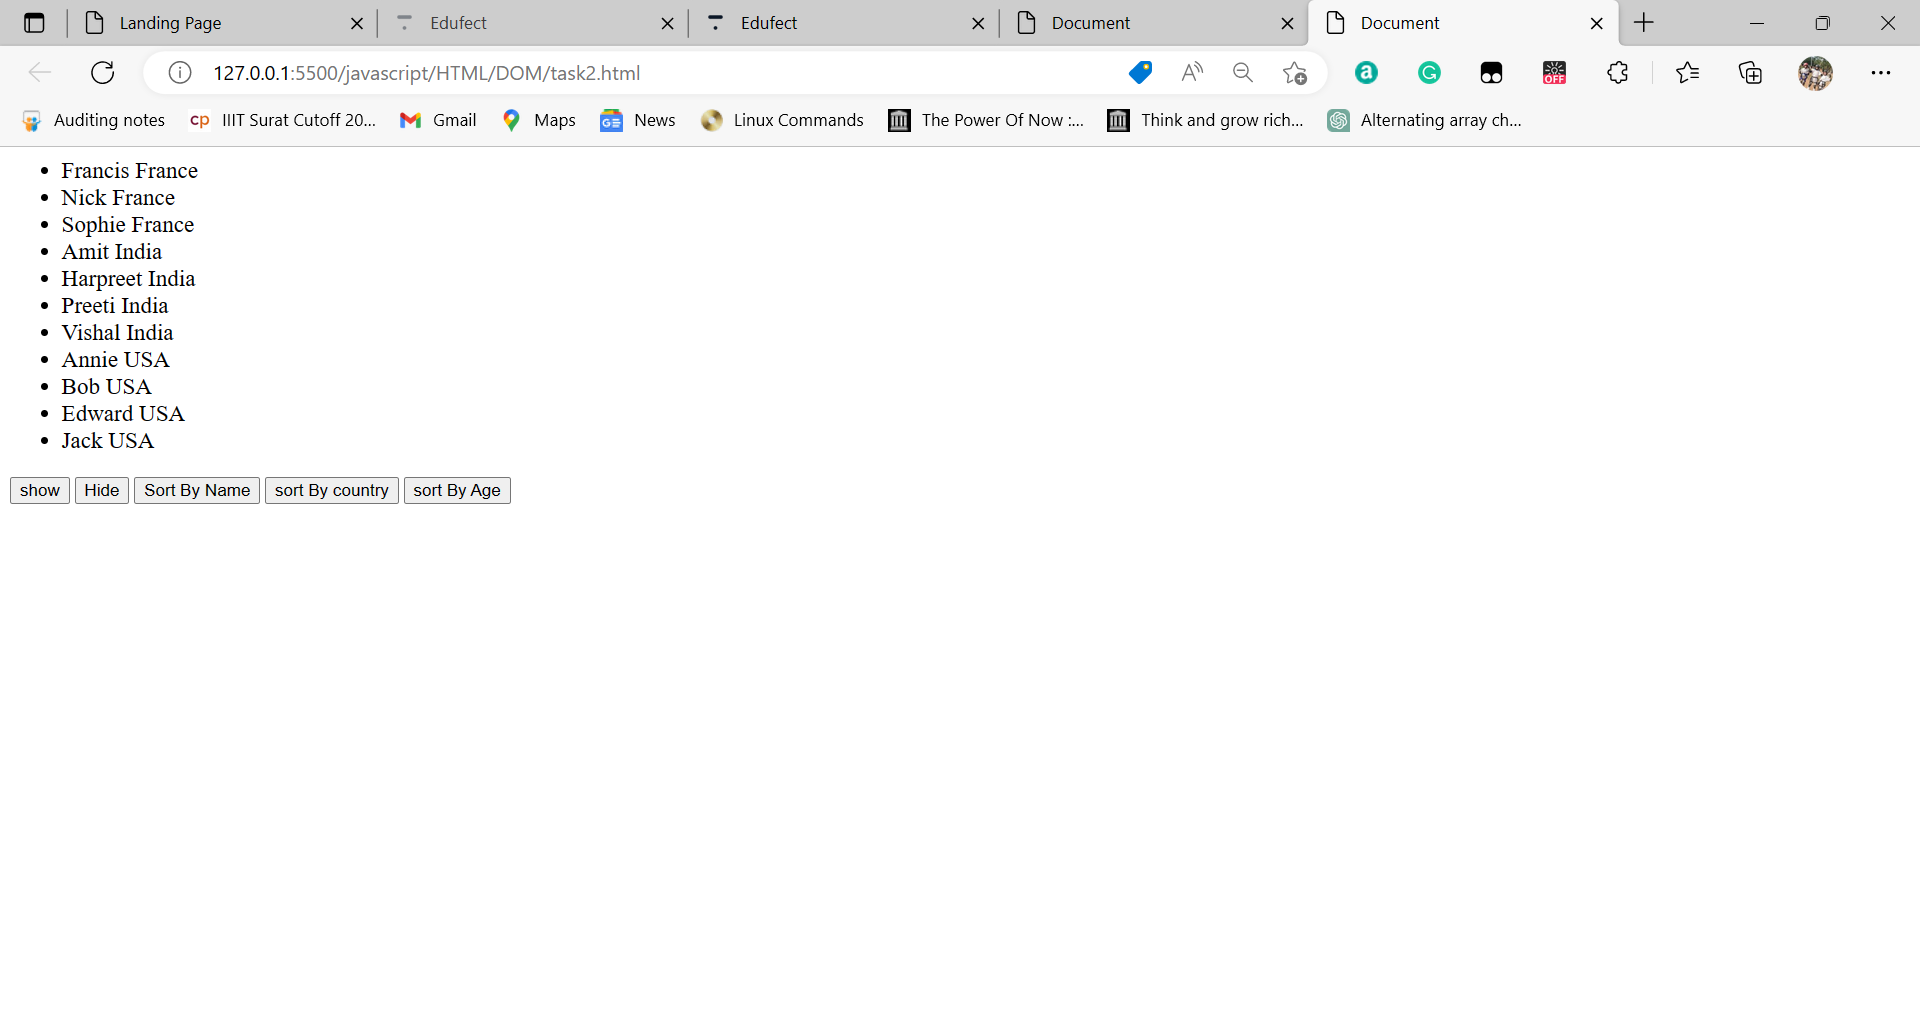 Landing Page
Edufect
Edufect
Document
Document
127.0.0.1:5500/javascript/HTML/DOM/task2.html
A
a
G
OFF
Auditing notes
cp IIIT Surat Cutoff 20...
Gmail
Maps
GE News
Linux Commands
The Power Of Now :...
Think and grow rich...
Alternating array ch...
• Francis France
• Nick France
• Sophie France
• Amit India
• Harpreet India
• Preeti India
• Vishal India
• Annie USA
• Bob USA
• Edward USA
• Jack USA
show Hide Sort By Name sort By country sort By Age